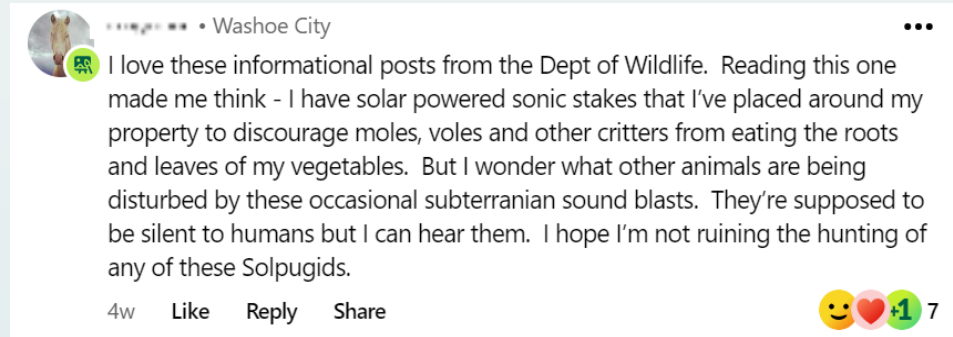 • Washoe City
I love these informational posts from the Dept of Wildlife. Reading this one
made me think - I have solar powered sonic stakes that I've placed around my
property to discourage moles, voles and other critters from eating the roots
and leaves of my vegetables. But I wonder what other animals are being
disturbed by these occasional subterranian sound blasts. They're supposed to
be silent to humans but I can hear them. I hope I'm not ruining the hunting of
any of these Solpugids.
4w Like Reply Share +1 7